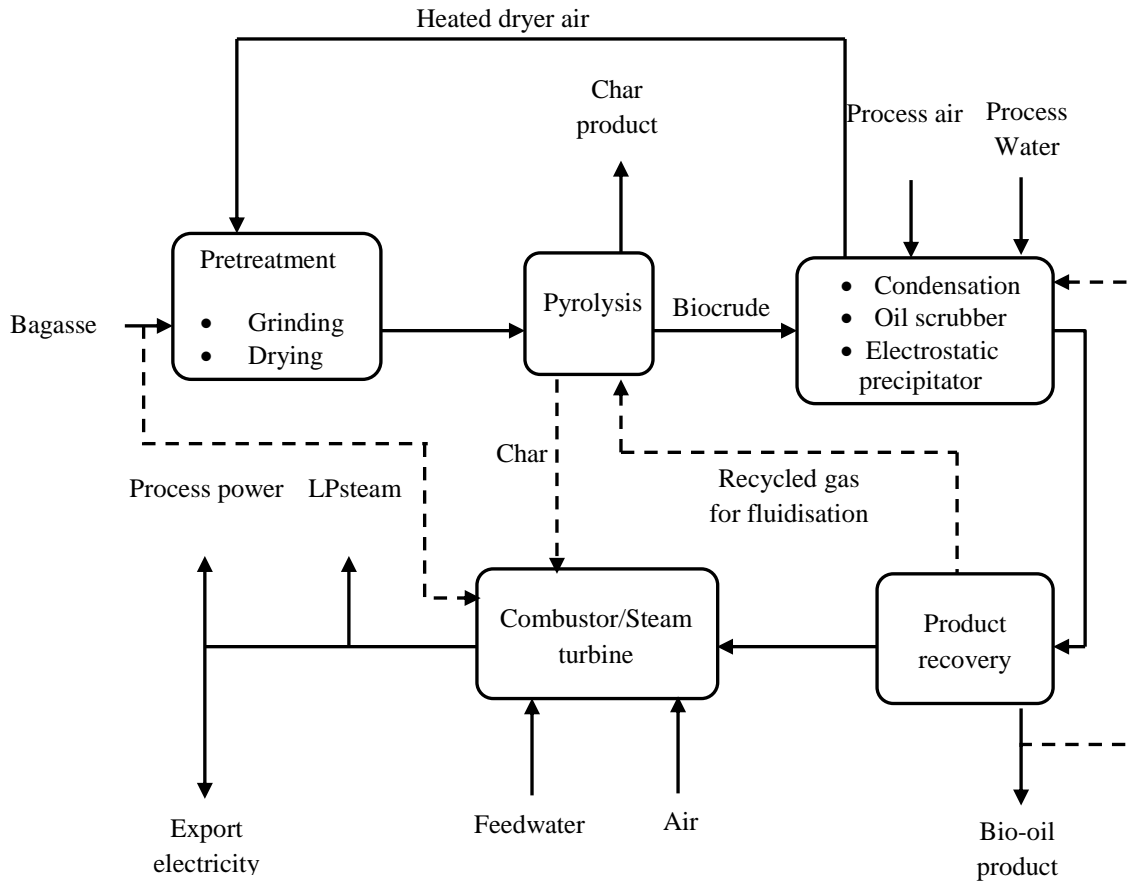 Heated dryer air
Char
product
Process air
Process
Water
Pretreatment
• Grinding
• Drying
Pyrolysis
• Condensation
• Oil scrubber
• Electrostatic
precipitator
Bagasse
Biocrude
Char
Recycled gas
for fluidisation
Process power
LPsteam
Combustor/Steam
turbine
Product
recovery
Feedwater
Air
Export
electricity
Bio-oil
product